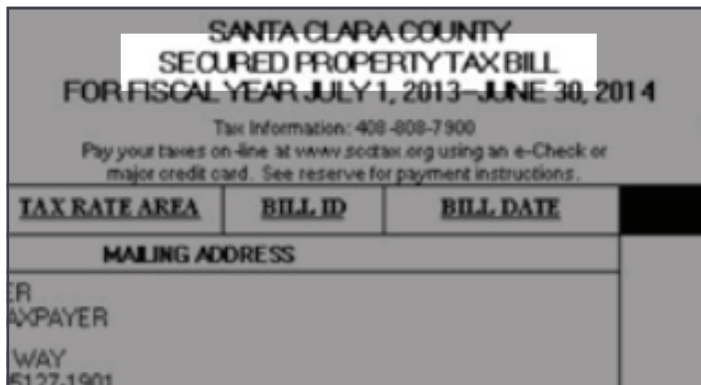 SANTA CLARA COUNTY
SECURED PROPERTY TAX BILL
FOR FISCAL YEAR JULY 1, 2013-JUNE 30, 2014
Tax Information: 408-808-7900
Pay your taxes on-line at www.scctax.org using an e-Check or
major credit card. See reserve for payment instructions.
TAX RATE AREA BILL ID BILL DATE
MAILING ADDRESS
ER
AXPAYER
WAY
5127-1901